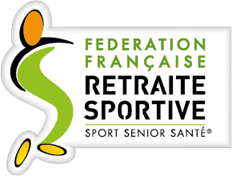 FEDERATION
FRANÇAISE
RETRAITE
SPORTIVE
SPORT SENIOR SANTÉ®